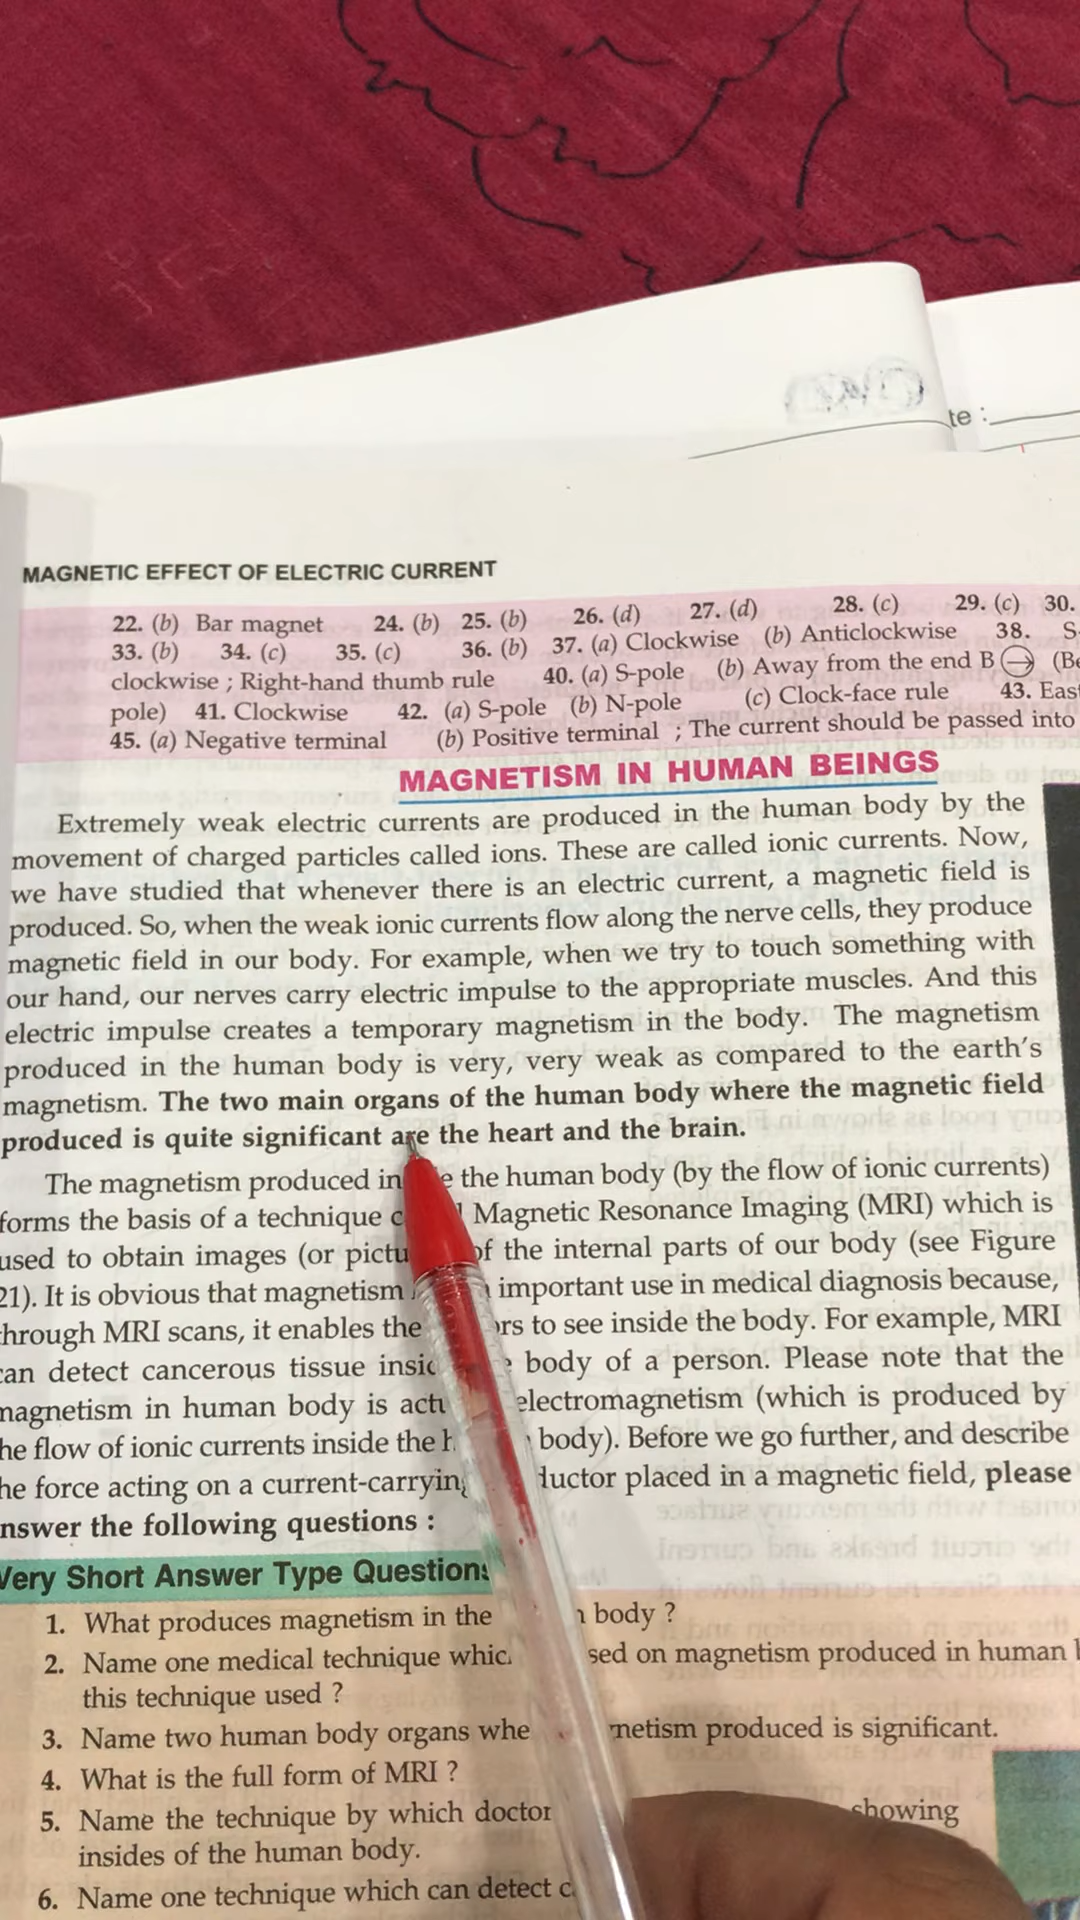 te :
MAGNETIC EFFECT OF ELECTRIC CURRENT
22. (b) Bar magnet 24. (b) 25. (b) 26. (d) 27. (d) 28. (c) 29. (c) 30.
33. (b) 34. (c) 35. (c) 36. (b) 37. (a) Clockwise (b) Anticlockwise 38. S-
clockwise ; Right-hand thumb rule 40. (a) S-pole (b) Away from the end B (Be
pole) 41. Clockwise 42. (a) S-pole (b) N-pole (c) Clock-face rule 43. East
45. (a) Negative terminal (b) Positive terminal ; The current should be passed into
MAGNETISM IN HUMAN BEINGS
Extremely weak electric currents are produced in the human body by the
movement of charged particles called ions. These are called ionic currents. Now,
we have studied that whenever there is an electric current, a magnetic field is
produced. So, when the weak ionic currents flow along the nerve cells, they produce
magnetic field in our body. For example, when we try to touch something with
our hand, our nerves carry electric impulse to the appropriate muscles. And this
electric impulse creates a temporary magnetism in the body. The magnetism
produced in the human body is very, very weak as compared to the earth's
magnetism. The two main organs of the human body where the magnetic field
produced is quite significant are the heart and the brain.
The magnetism produced in the human body (by the flow of ionic currents)
forms the basis of a technique Magnetic Resonance Imaging (MRI) which is
used to obtain images (or pictu of the internal parts of our body (see Figure
21). It is obvious that magnetism important use in medical diagnosis because,
hrough MRI scans, it enables the ors to see inside the body. For example, MRI
can detect cancerous tissue insid body of a person. Please note that the
magnetism in human body is actu electromagnetism (which is produced by
he flow of ionic currents inside the h body). Before we go further, and describe
he force acting on a current-carrying ductor placed in a magnetic field, please
nswer the following questions :
Very Short Answer Type Questions
1. What produces magnetism in the n body ?
2. Name one medical technique whic sed on magnetism produced in human
this technique used ?
3. Name two human body organs whe netism produced is significant.
4. What is the full form of MRI ?
5. Name the technique by which doctor showing
insides of the human body.
6. Name one technique which can detect c